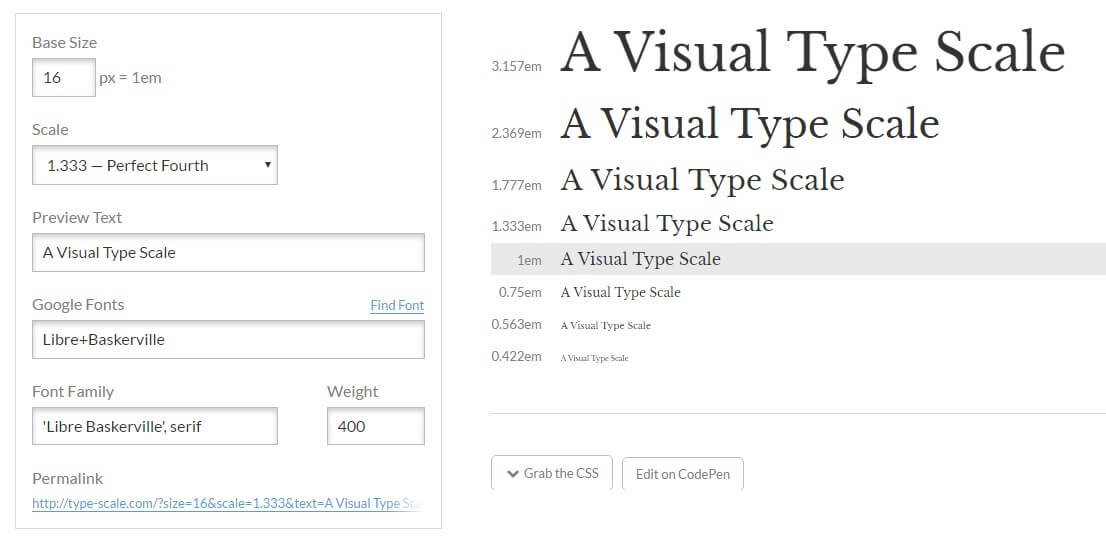 Base Size
16 px = 1em
Scale
1.333 — Perfect Fourth
Preview Text
A Visual Type Scale
Google Fonts Find Font
Libre+Baskerville
Font Family Weight
'Libre Baskerville', serif 400
Permalink
http://type-scale.com/?size=16&scale=1.333&text=A Visual Type
3.157em A Visual Type Scale
2.369em A Visual Type Scale
1.777em A Visual Type Scale
1.333em A Visual Type Scale
1em A Visual Type Scale
0.75em A Visual Type Scale
0.563em A Visual Type Scale
0.422em A Visual Type Scale
Grab the CSS Edit on CodePen